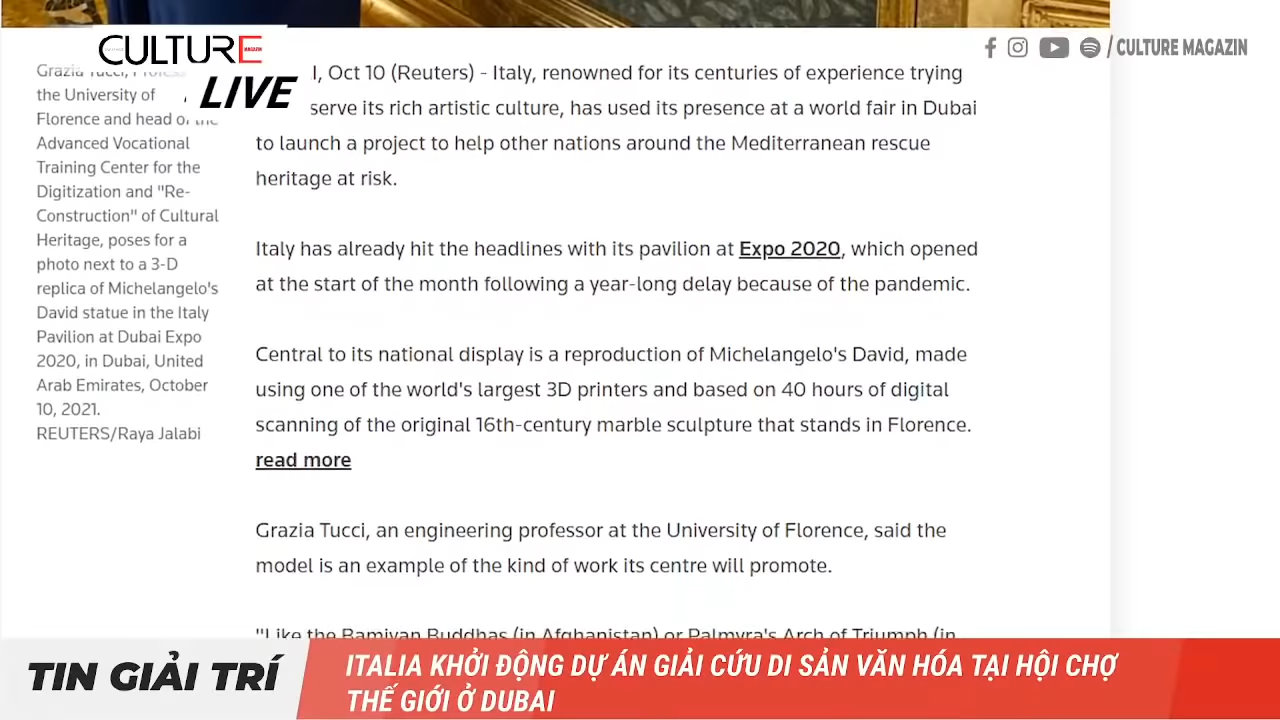 CULTURE
MAGAZIN
LIVE
/ CULTURE MAGAZIN
Grazia Tucci,
the University of
Florence and head of the
Advanced Vocational
Training Center for the
Digitization and "Re-
Construction" of Cultural
Heritage, poses for a
photo next to a 3-D
replica of Michelangelo's
David statue in the Italy
Pavilion at Dubai Expo
2020, in Dubai, United
Arab Emirates, October
10, 2021.
REUTERS/Raya Jalabi
, Oct 10 (Reuters) - Italy, renowned for its centuries of experience trying
serve its rich artistic culture, has used its presence at a world fair in Dubai
to launch a project to help other nations around the Mediterranean rescue
heritage at risk.
Italy has already hit the headlines with its pavilion at Expo 2020, which opened
at the start of the month following a year-long delay because of the pandemic.
Central to its national display is a reproduction of Michelangelo's David, made
using one of the world's largest 3D printers and based on 40 hours of digital
scanning of the original 16th-century marble sculpture that stands in Florence.
read more
Grazia Tucci, an engineering professor at the University of Florence, said the
model is an example of the kind of work its centre will promote.
"Like the Bamiyan Buddhas (in Afghanistan) or Palmyra's Arch of Triumph (in
TIN GIẢI TRÍ
ITALIA KHỞI ĐỘNG DỰ ÁN GIẢI CỨU DI SẢN VĂN HÓA TẠI HỘI CHỢ
THẾ GIỚI Ở DUBAI